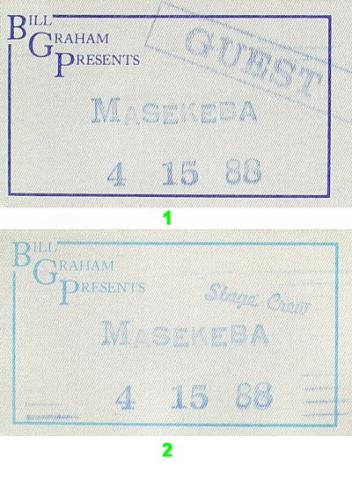 BILL
GRAHAM
PRESENTS
GUEST
MASEKEBA
4 15 88
1
BILL
GRAHAM
PRESENTS
Stage Crew
MASEKEBA
4 15 88
2